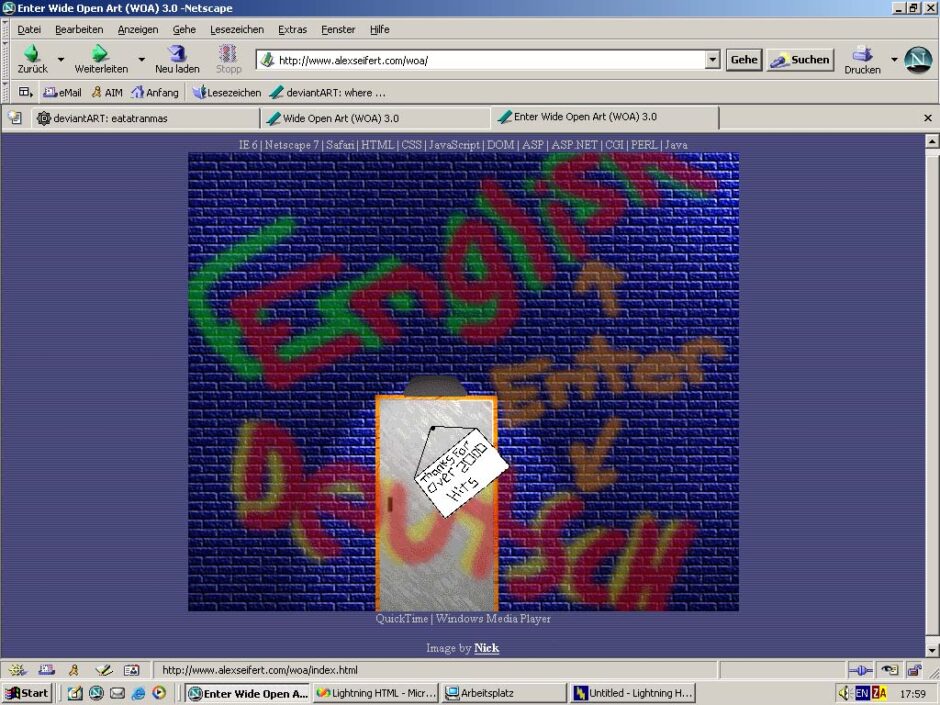 Enter Wide Open Art (WOA) 3.0 -Netscape
Datei Bearbeiten Anzeigen Gehe Lesezeichen Extras Fenster Hilfe
Zurück Weiterleiten Neu laden Stopp http://www.alexseifert.com/woa/ Gehe Suchen Drucken
eMail AIM Anfang Lesezeichen deviantART: where ...
deviantART: eatatranmas Wide Open Art (WOA) 3.0 Enter Wide Open Art (WOA) 3.0
IE 6 | Netscape 7 | Safari | HTML | CSS | JavaScript | DOM | ASP | ASP.NET | CGI | PERL | Java
English
Enter
Thanks For
Over 2000
Hits
Deutsch
QuickTime | Windows Media Player
Image by Nick
http://www.alexseifert.com/woa/index.html
Start Enter Wide Open A... Lightning HTML - Micr... Arbeitsplatz Untitled - Lightning H... EN ZA 17:59